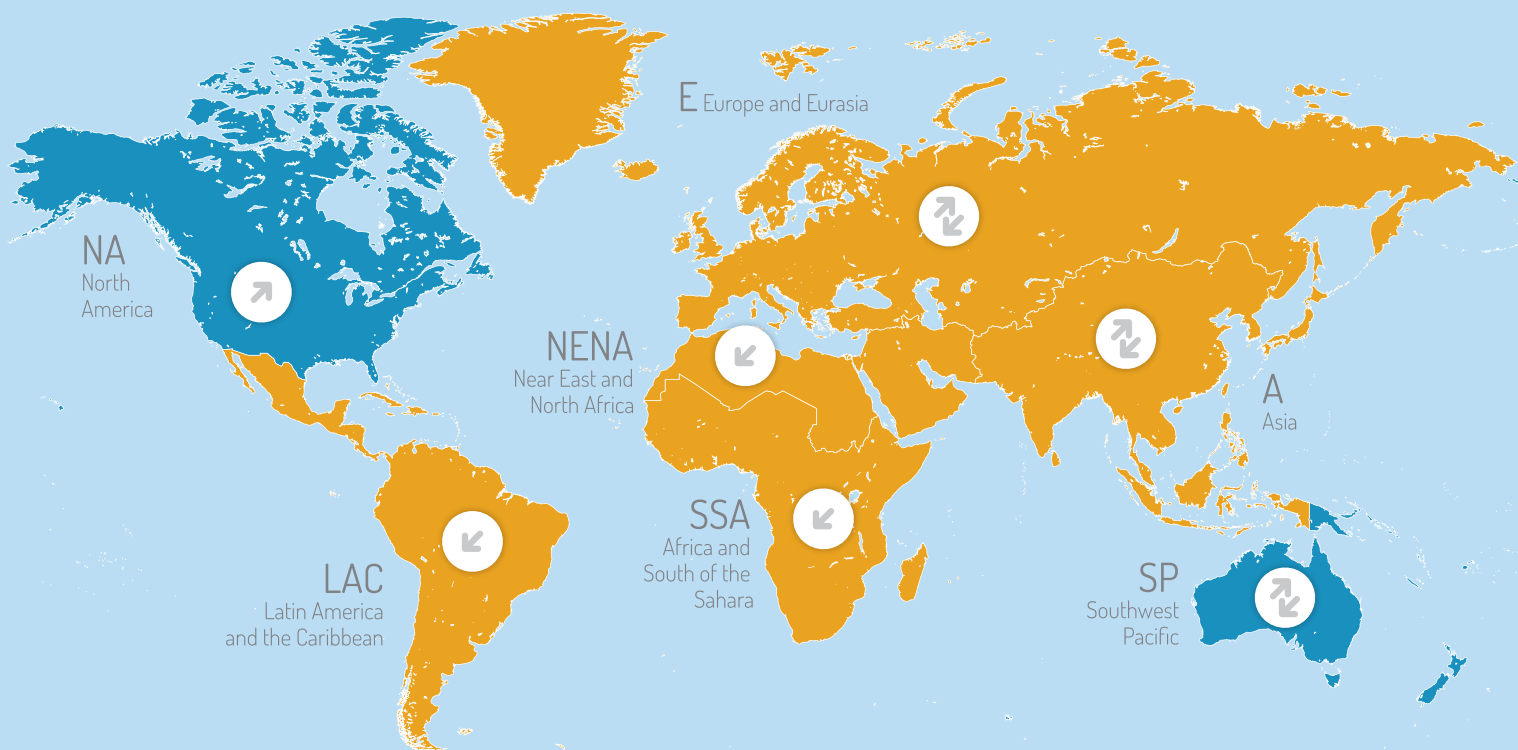 E Europe and Eurasia
NA
North
America
NENA
Near East and
North Africa
A
Asia
SSA
Africa and
South of the
Sahara
LAC
Latin America
and the Caribbean
SP
Southwest
Pacific